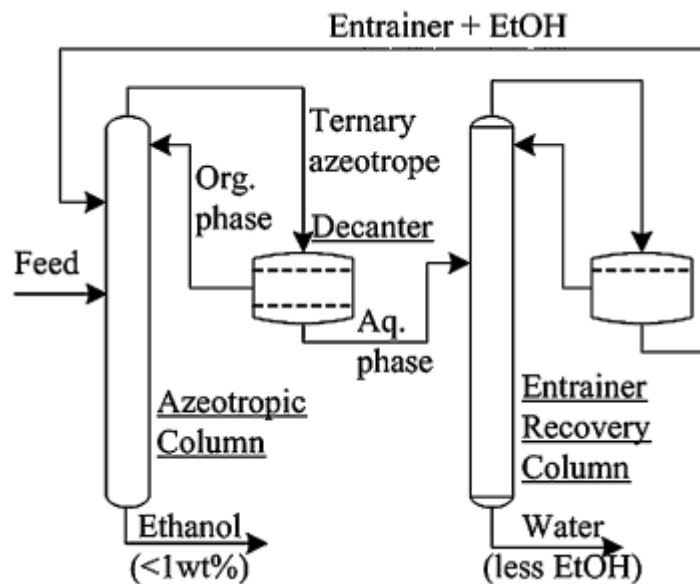 Entrainer + EtOH
Ternary
azeotrope
Org.
phase
Decanter
Feed
Aq.
phase
Azeotropic
Column
Entrainer
Recovery
Column
Ethanol
(<1wt%)
Water
(less EtOH)